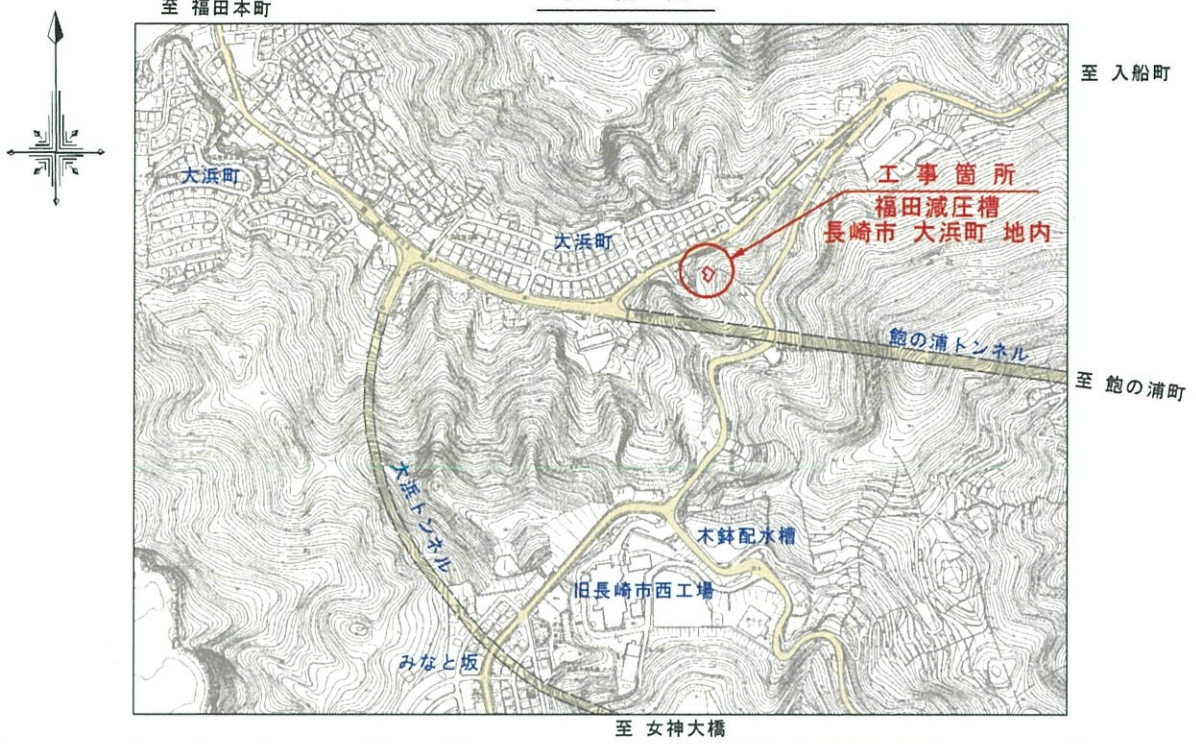 至 福田本町
至 入船町
工事箇所
福田減圧槽
長崎市 大浜町 地内
大浜町
大浜町
飽の浦トンネル
至 飽の浦町
大浜トンネル
木鉢配水槽
旧長崎市西工場
みなと坂
至 女神大橋